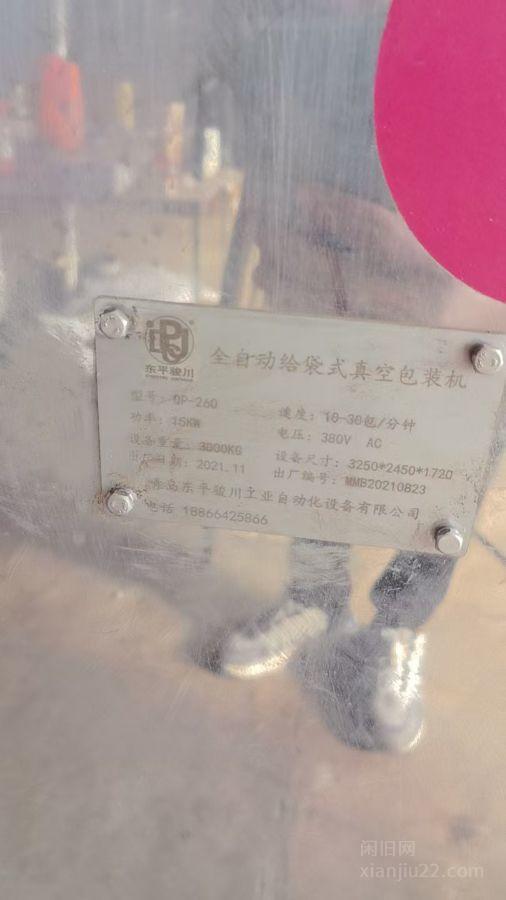 全自动给袋式真空包装机
东平骏川
型号：QP-260
速度：10-30包/分钟
功率：15KW
电压：380V AC
设备重量：3000KG
设备尺寸：3250*2450*1720
出厂日期：2021.11
出厂编号：MMB20210823
青岛东平骏川工业自动化设备有限公司
电话 18866425866
闲旧网
xianjiu22.com